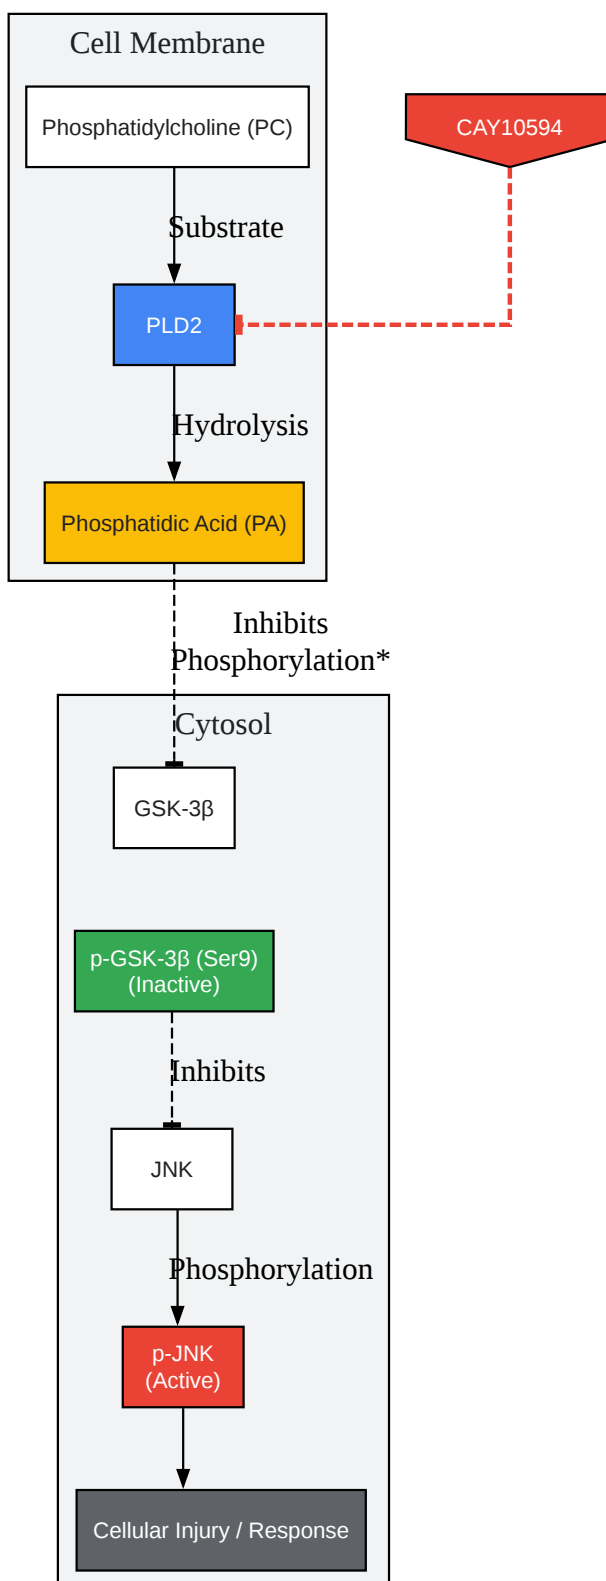 Cell Membrane
Phosphatidylcholine (PC)
CAY10594
Substrate
PLD2
Hydrolysis
Phosphatidic Acid (PA)
Inhibits
Phosphorylation*
Cytosol
GSK-3β
p-GSK-3β (Ser9)
(Inactive)
Inhibits
JNK
Phosphorylation
p-JNK
(Active)
Cellular Injury / Response